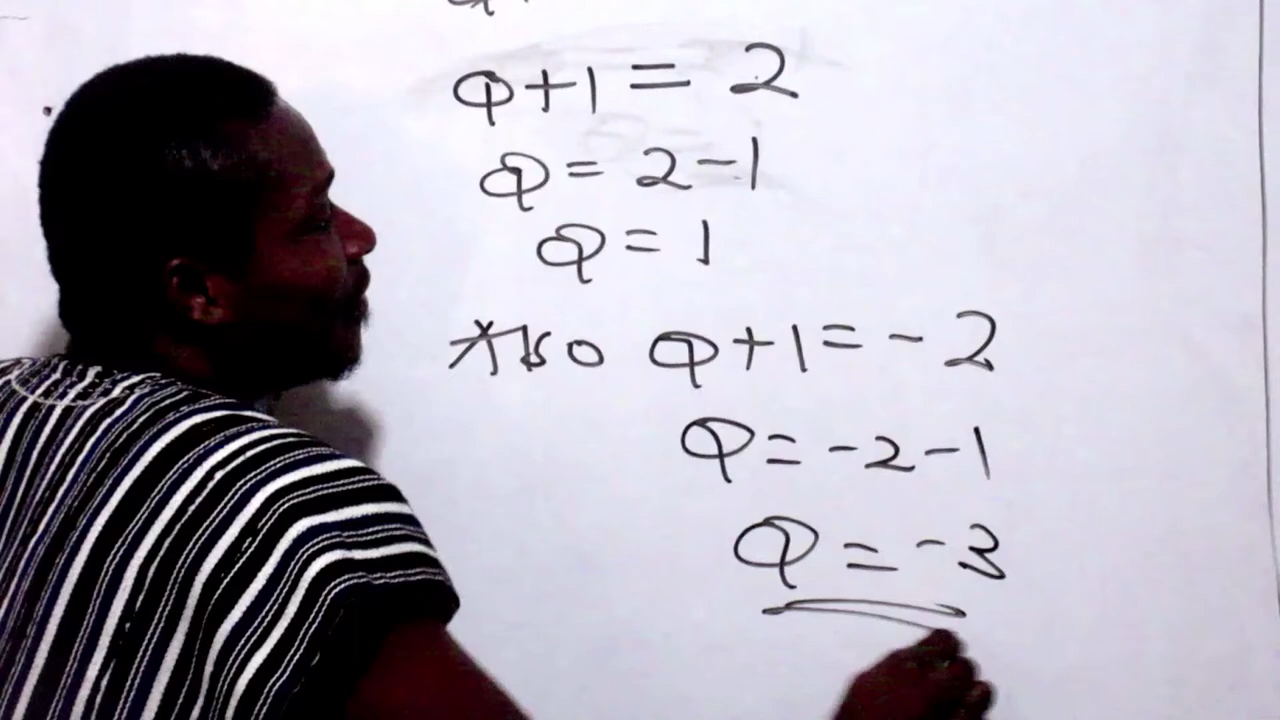 Q+1 = 2
Q = 2-1
Q = 1
Also Q+1 = -2
Q = -2-1
Q = -3